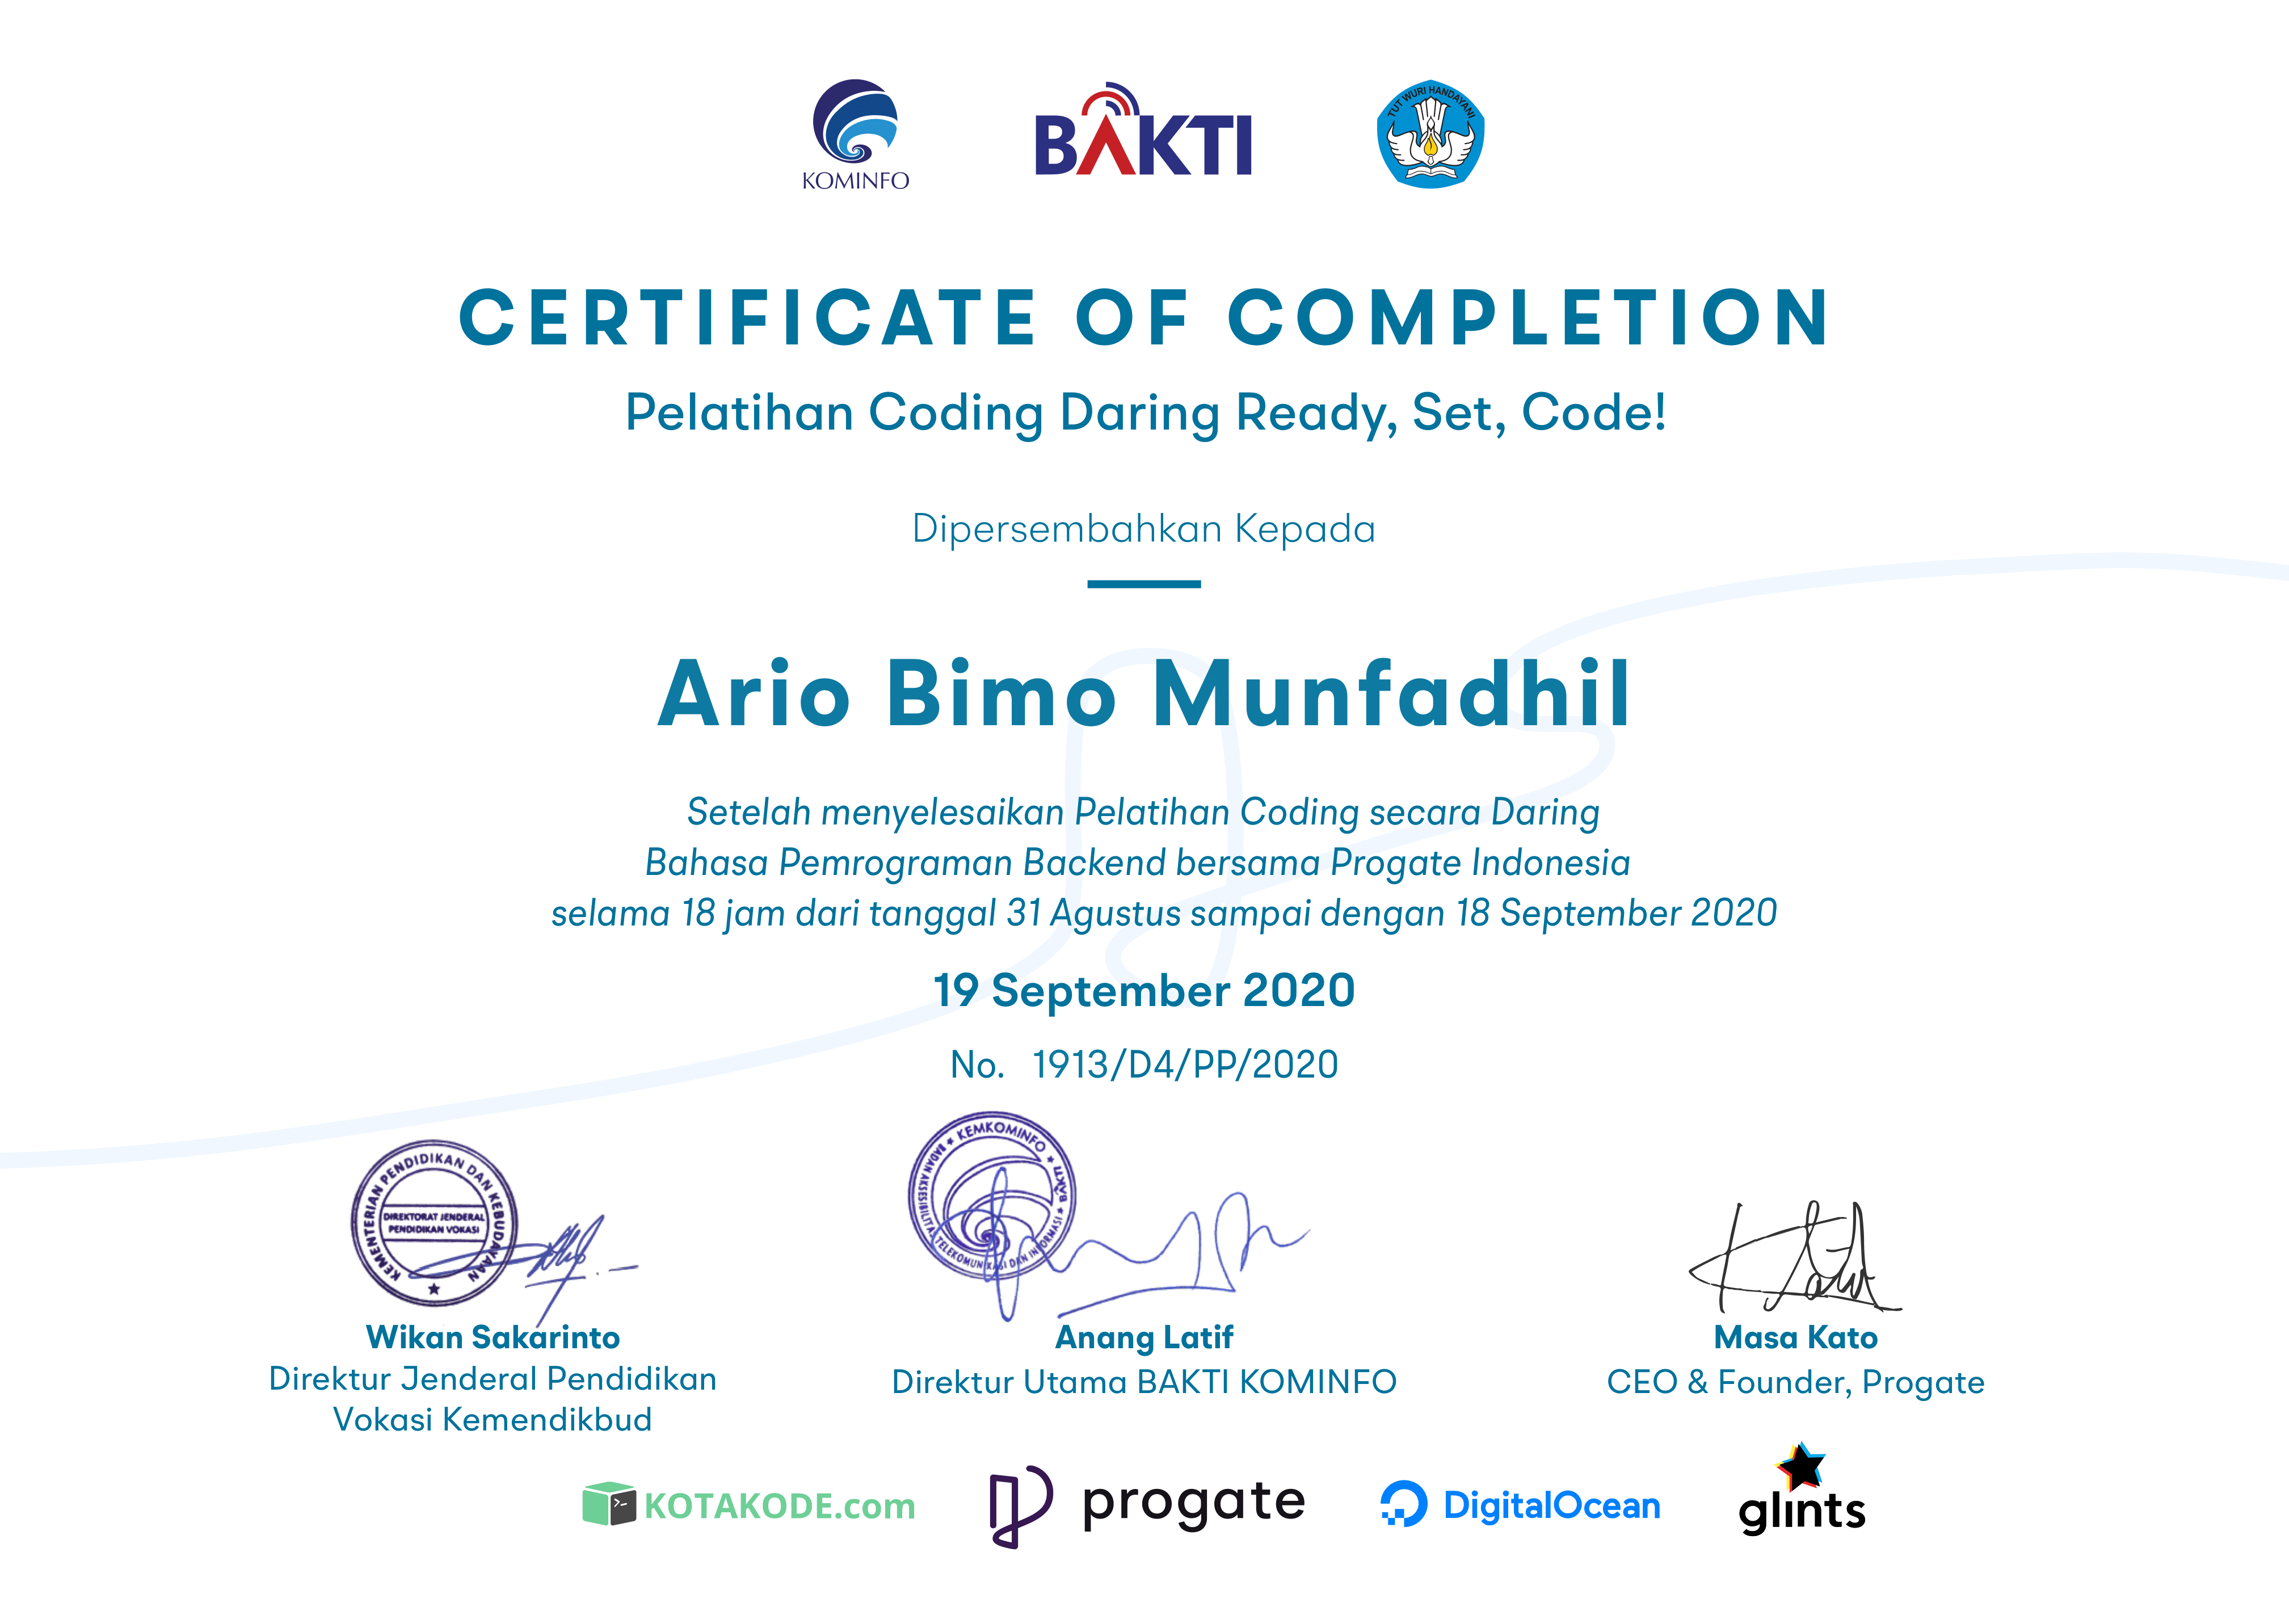 KOMINFO
BAKTI
TUT WURI HANDAYANI
CERTIFICATE OF COMPLETION
Pelatihan Coding Daring Ready, Set, Code!
Dipersembahkan Kepada
Ario Bimo Munfadhil
Setelah menyelesaikan Pelatihan Coding secara Daring
Bahasa Pemrograman Backend bersama Progate Indonesia
selama 18 jam dari tanggal 31 Agustus sampai dengan 18 September 2020
19 September 2020
No. 1913/D4/PP/2020
KEMENTERIAN PENDIDIKAN DAN KEBUDAYAAN
DIREKTORAT JENDERAL
PENDIDIKAN VOKASI
KEMKOMINFO
BADAN AKSESIBILITAS TELEKOMUNIKASI DAN INFORMASI
BAKTI
Wikan Sakarinto
Direktur Jenderal Pendidikan
Vokasi Kemendikbud
Anang Latif
Direktur Utama BAKTI KOMINFO
Masa Kato
CEO & Founder, Progate
KOTAKODE.com
progate
DigitalOcean
glints